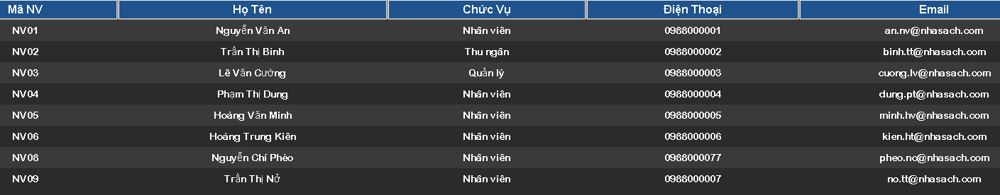 Mã NV Họ Tên Chức Vụ Điện Thoại Email
NV01 Nguyễn Văn An Nhân viên 0988000001 an.nv@nhasach.com
NV02 Trần Thị Bình Thu ngân 0988000002 binh.tt@nhasach.com
NV03 Lê Văn Cường Quản lý 0988000003 cuong.lv@nhasach.com
NV04 Phạm Thị Dung Nhân viên 0988000004 dung.pt@nhasach.com
NV05 Hoàng Văn Minh Nhân viên 0988000005 minh.hv@nhasach.com
NV06 Hoàng Trung Kiên Nhân viên 0988000006 kien.ht@nhasach.com
NV08 Nguyễn Chí Phèo Nhân viên 0988000077 pheo.nc@nhasach.com
NV09 Trần Thị Nở Nhân viên 0988000007 no.tt@nhasach.com